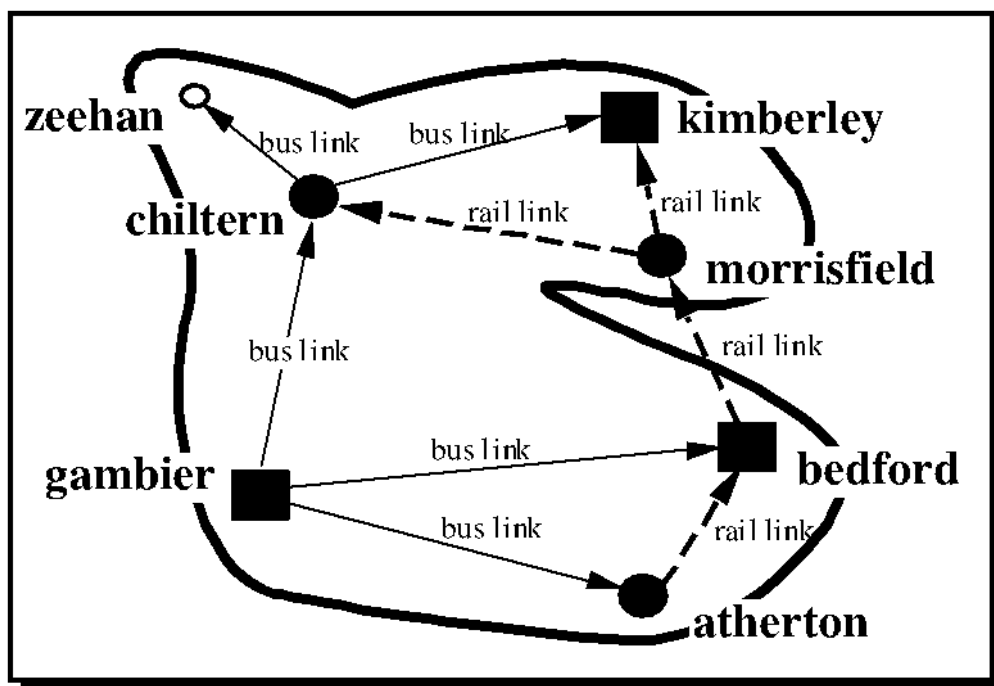 zeehan
bus link
bus link
kimberley
chiltern
rail link
rail link
morrisfield
bus link
rail link
gambier
bus link
bedford
bus link
rail link
atherton